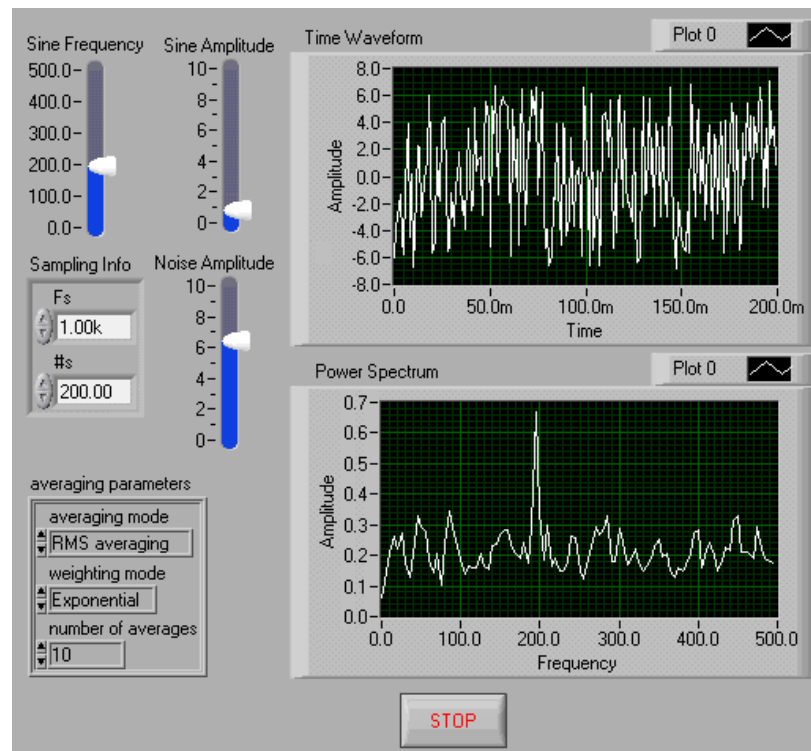 Sine Frequency
500.0
400.0
300.0
200.0
100.0
0.0
Sine Amplitude
10
8
6
4
2
0
Sampling Info
Fs
1.00k
#s
200.00
Noise Amplitude
10
8
6
4
2
0
averaging parameters
averaging mode
RMS averaging
weighting mode
Exponential
number of averages
10
Time Waveform
Plot 0
Amplitude
8.0
6.0
4.0
2.0
0.0
-2.0
-4.0
-6.0
-8.0
0.0 50.0m 100.0m 150.0m 200.0m
Time
Power Spectrum
Plot 0
Amplitude
0.7
0.6
0.5
0.4
0.3
0.2
0.1
0.0
0.0 100.0 200.0 300.0 400.0 500.0
Frequency
STOP